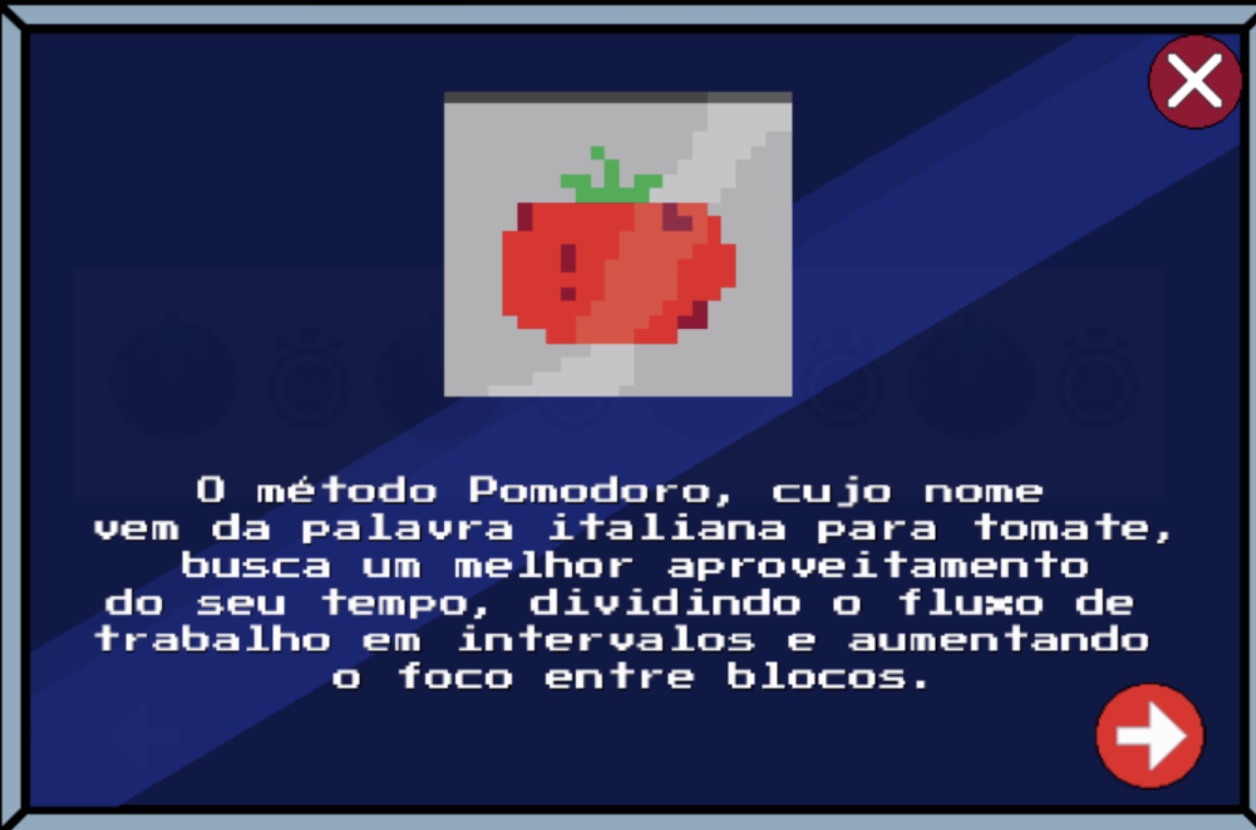 O método Pomodoro, cujo nome
vem da palavra italiana para tomate,
busca um melhor aproveitamento
do seu tempo, dividindo o fluxo de
trabalho em intervalos e aumentando
o foco entre blocos.